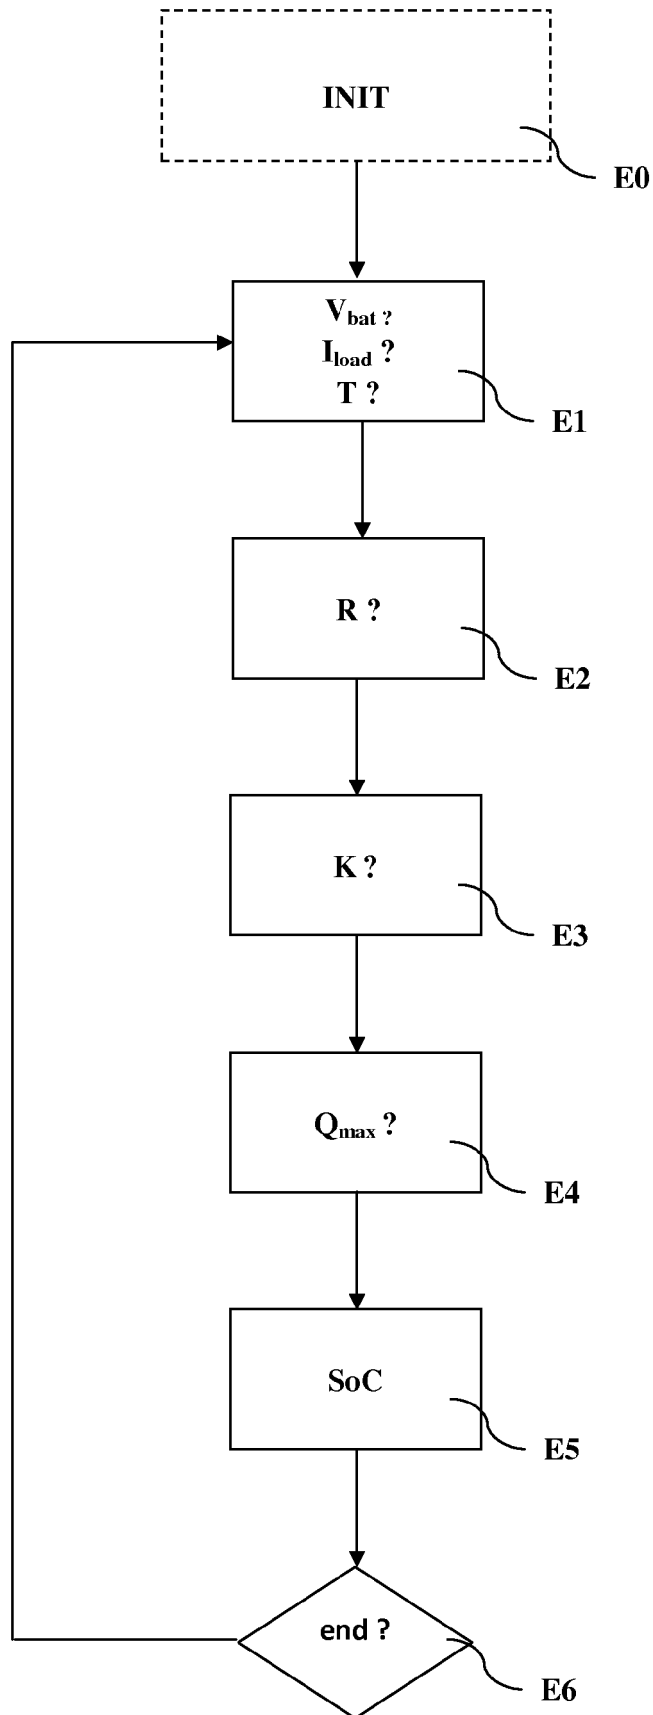 INIT
E0
V_bat ?
I_load ?
T ?
E1
R ?
E2
K ?
E3
Q_max ?
E4
SoC
E5
end ?
E6